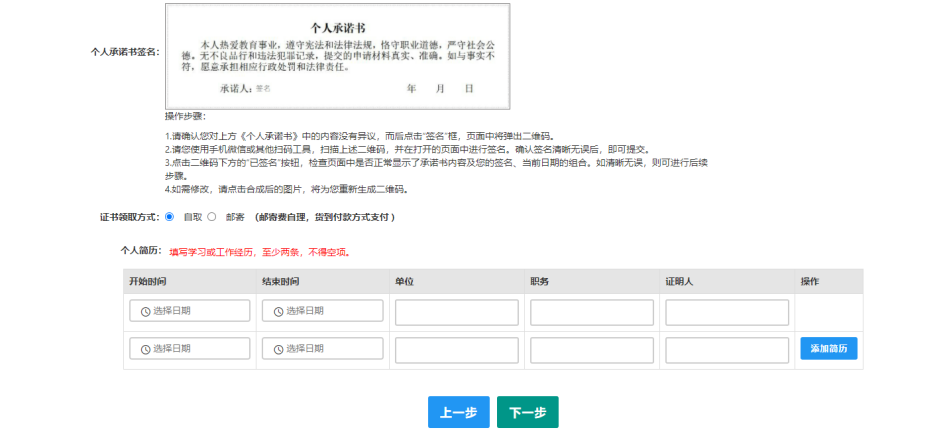 个人承诺书签名：
个人承诺书
本人热爱教育事业，遵守宪法和法律法规，恪守职业道德，严守社会公
德。无不良品行和违法犯罪记录，提交的申请材料真实、准确。如与事实不
符，愿意承担相应行政处罚和法律责任。
承诺人：签名 年 月 日
操作步骤：
1.请确认您对上方《个人承诺书》中的内容没有异议，而后点击“签名”框，页面中将弹出二维码。
2.请您使用手机微信或其他扫码工具，扫描上述二维码，并在打开的页面中进行签名。确认签名清晰无误后，即可提交。
3.点击二维码下方的“已签名”按钮，检查页面中是否正常显示了承诺书内容及您的签名、当前日期的组合。如清晰无误，则可进行后续
步骤。
4.如需修改，请点击合成后的图片，将为您重新生成二维码。
证书领取方式： 自取 邮寄 （邮寄费自理，货到付款方式支付 ）
个人简历： 填写学习或工作经历，至少两条，不得空项。
开始时间 结束时间 单位 职务 证明人 操作
选择日期 选择日期
选择日期 选择日期 添加简历
上一步 下一步